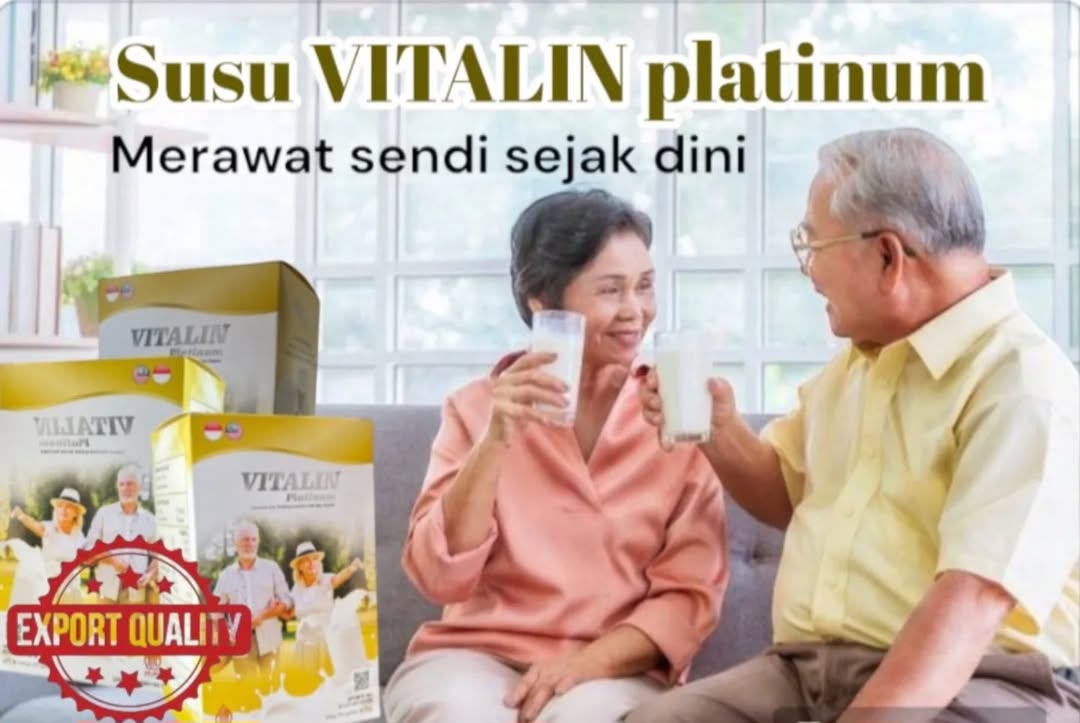 Susu VITALIN platinum
Merawat sendi sejak dini
VITALIN
Platinum
VITALIN
Platinum
VITALIN
Platinum
EXPORT QUALITY